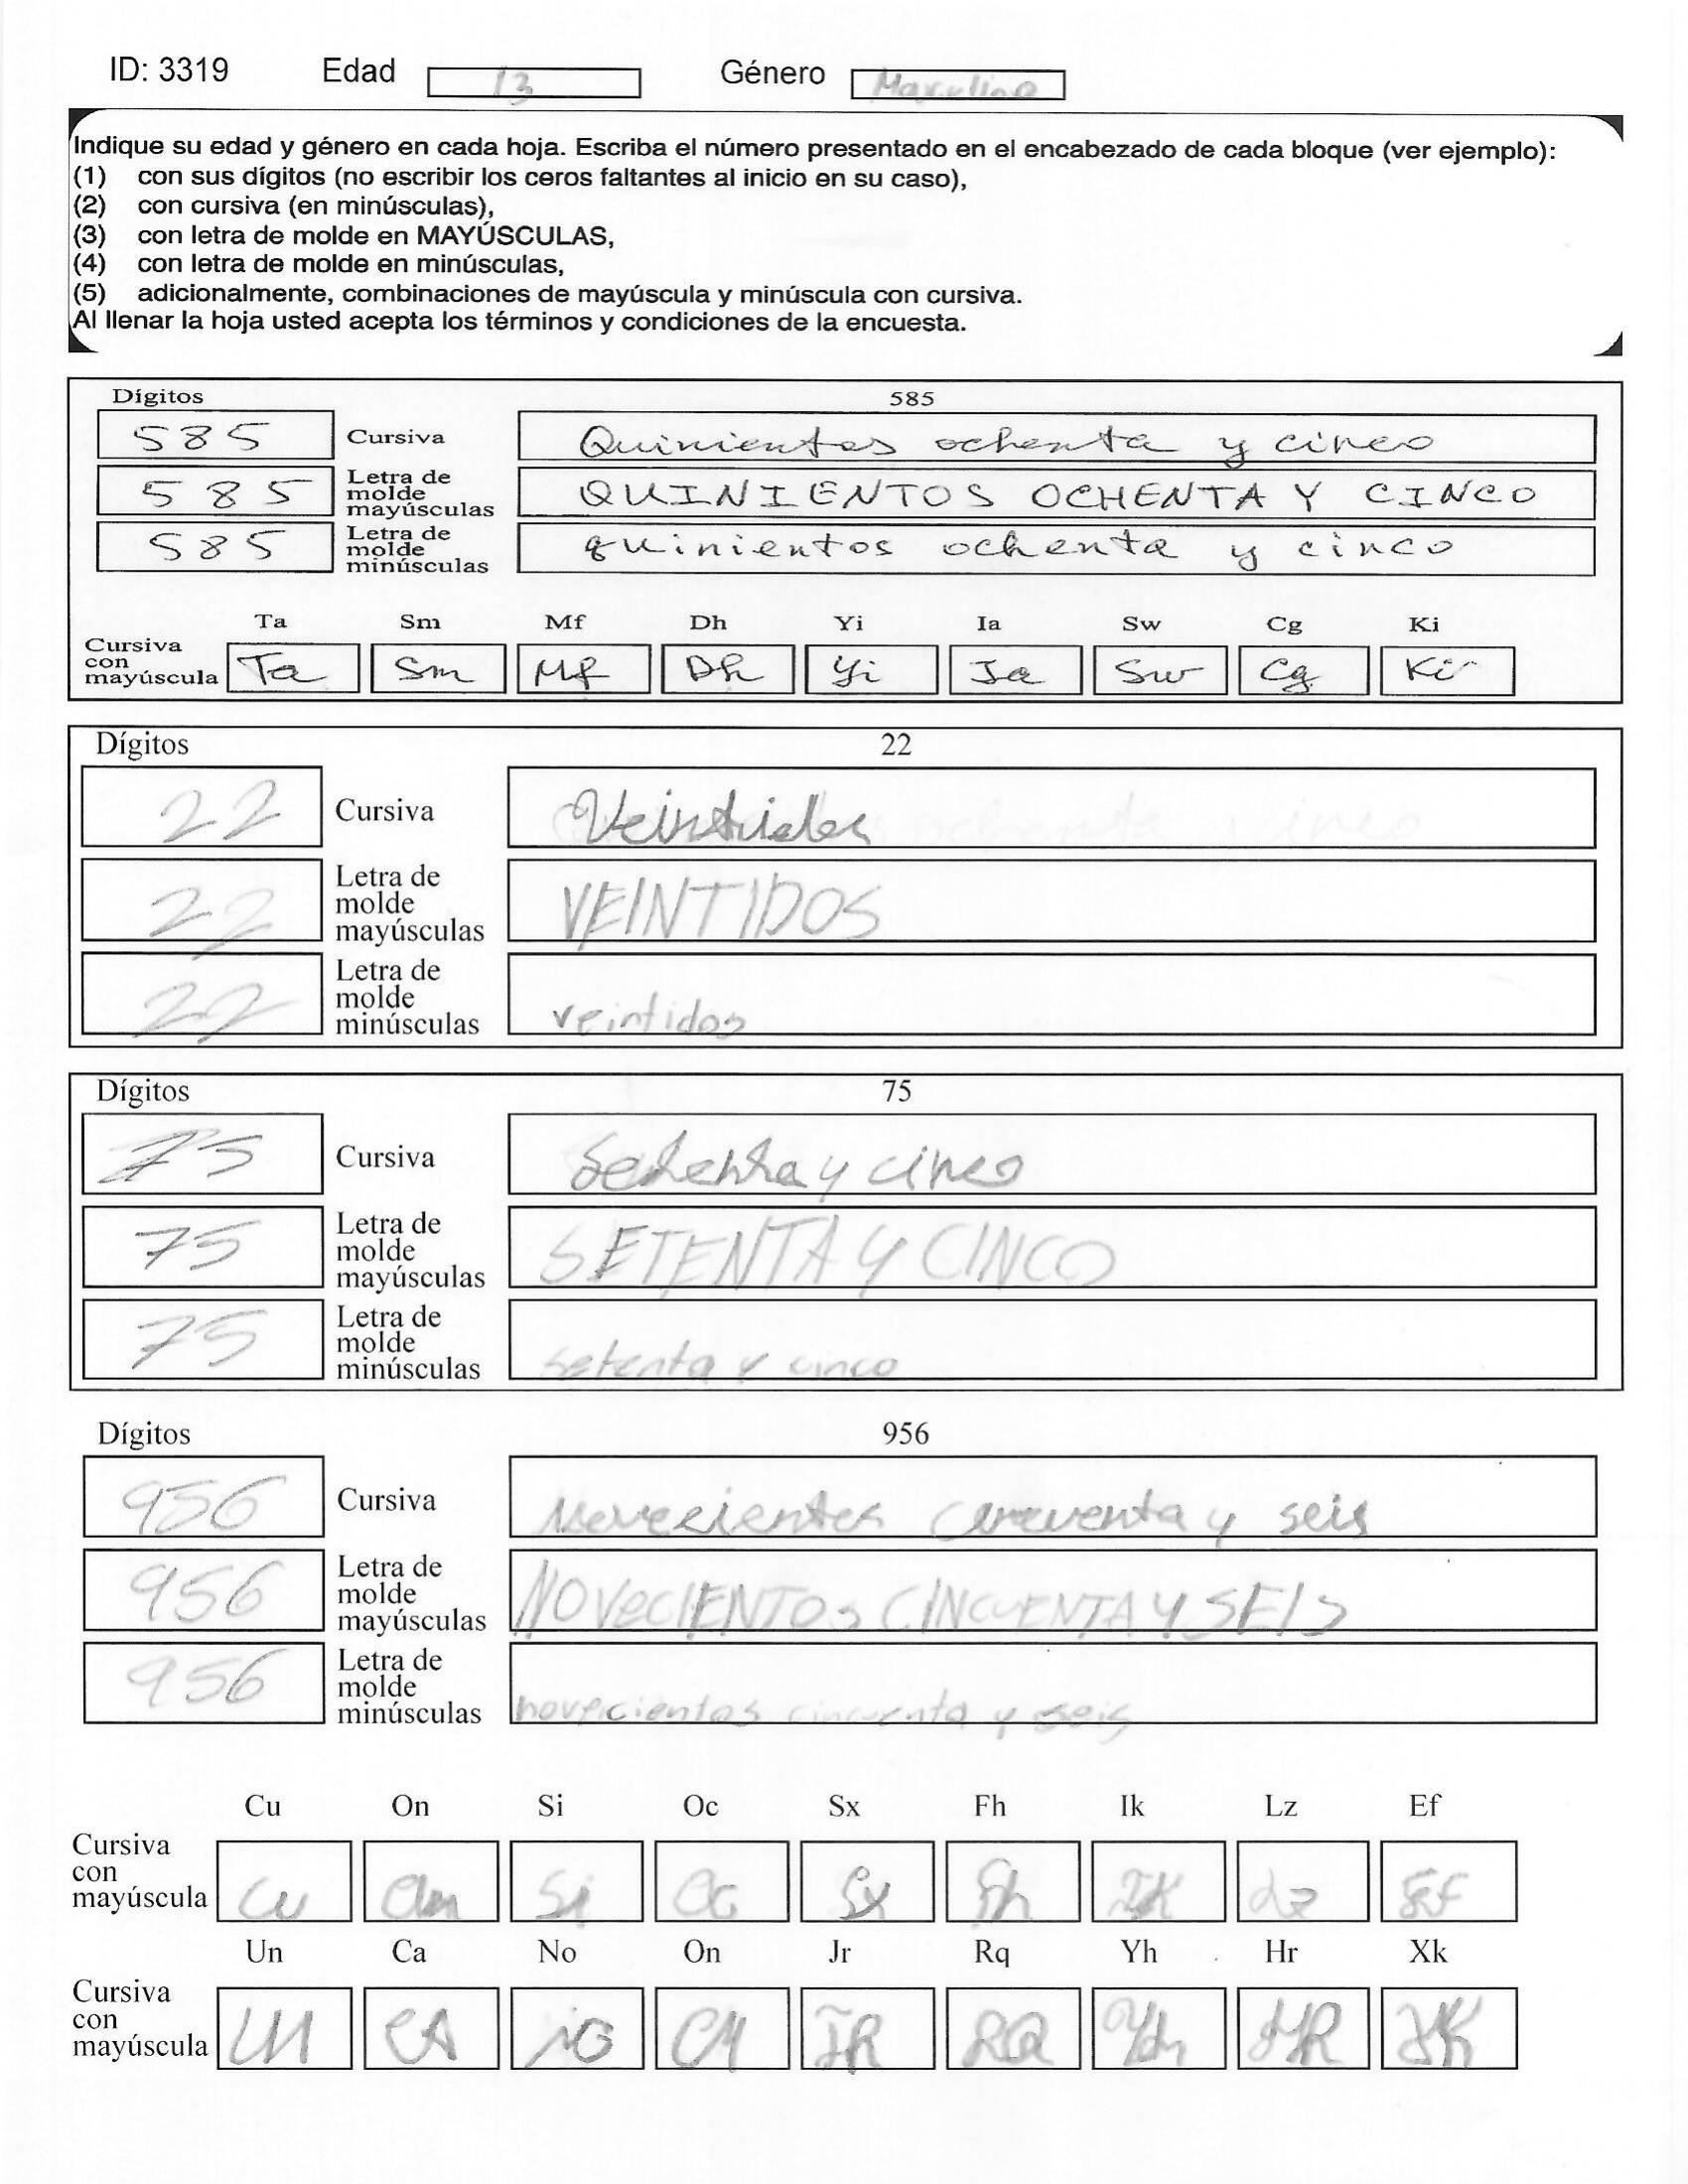 ID: 3319 Edad 13 Género Masculino
Indique su edad y género en cada hoja. Escriba el número presentado en el encabezado de cada bloque (ver ejemplo):
(1) con sus dígitos (no escribir los ceros faltantes al inicio en su caso),
(2) con cursiva (en minúsculas),
(3) con letra de molde en MAYÚSCULAS,
(4) con letra de molde en minúsculas,
(5) adicionalmente, combinaciones de mayúscula y minúscula con cursiva.
Al llenar la hoja usted acepta los términos y condiciones de la encuesta.
Dígitos 585
585 Cursiva Quinientos ochenta y cinco
585 Letra de molde mayúsculas QUINIENTOS OCHENTA Y CINCO
585 Letra de molde minúsculas quinientos ochenta y cinco
Ta Sm Mf Dh Yi Ia Sw Cg Ki
Cursiva con mayúscula Ta Sm Mf Dh Yi Ia Sw Cg Ki
Dígitos 22
22 Cursiva Veintidos
22 Letra de molde mayúsculas VEINTIDOS
22 Letra de molde minúsculas veintidos
Dígitos 75
75 Cursiva Setenta y cinco
75 Letra de molde mayúsculas SETENTA Y CINCO
75 Letra de molde minúsculas setenta y cinco
Dígitos 956
956 Cursiva Novecientos cincuenta y seis
956 Letra de molde mayúsculas NOVeCIENTOS CINCUENTA Y SEIS
956 Letra de molde minúsculas novecientos cincuenta y seis
Cu On Si Oc Sx Fh Ik Lz Ef
Cursiva con mayúscula Cu On Si Oc Sx Fh IK Lz Ef
Un Ca No On Jr Rq Yh Hr Xk
Cursiva con mayúscula UN CA NO ON JR RQ Yh HR XK